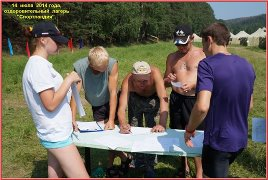 14 июля 2014 года,
оздоровительный лагерь
"Спортландия".